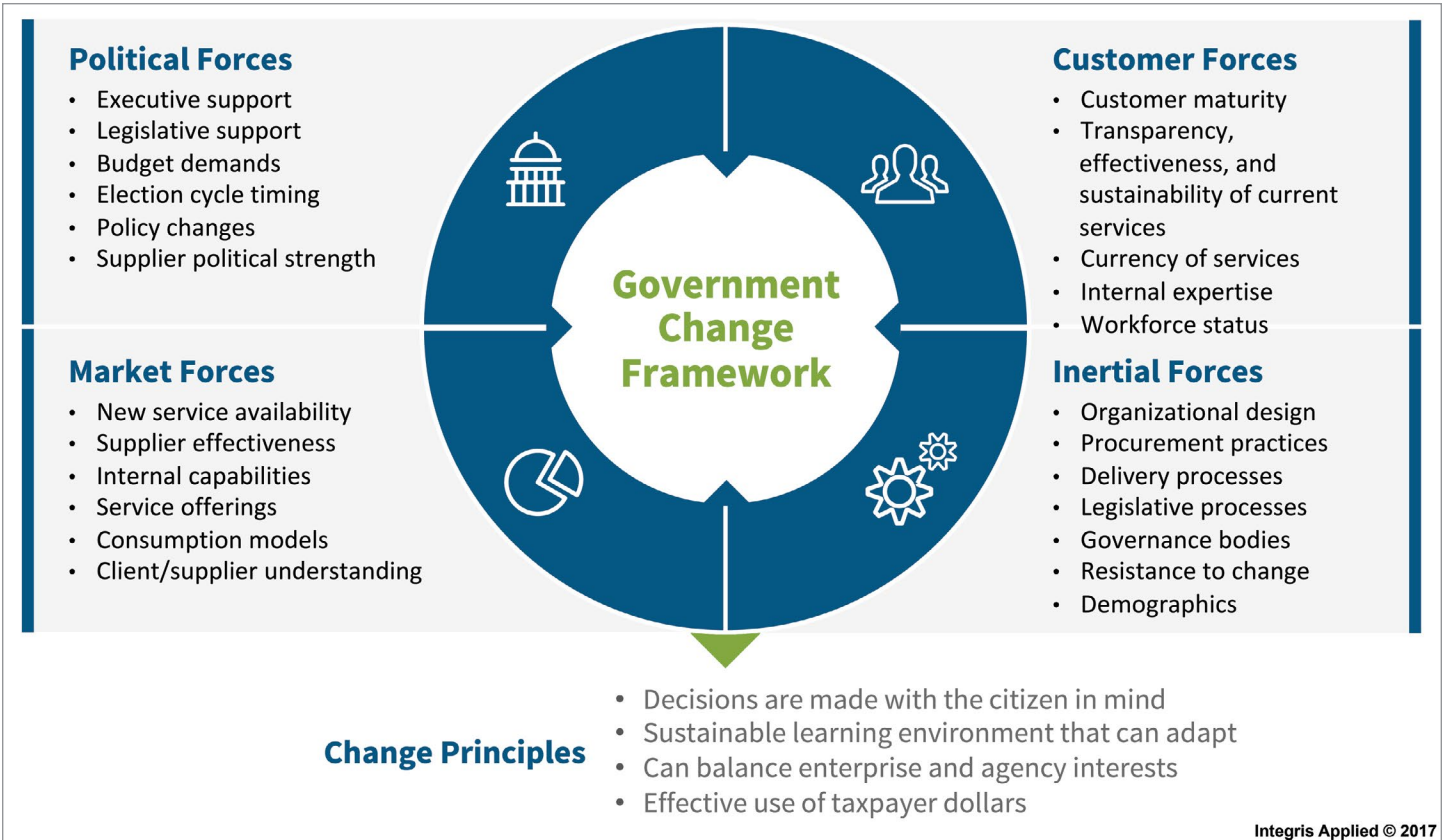 Political Forces
• Executive support
• Legislative support
• Budget demands
• Election cycle timing
• Policy changes
• Supplier political strength
Customer Forces
• Customer maturity
• Transparency,
effectiveness, and
sustainability of current
services
• Currency of services
• Internal expertise
• Workforce status
Government
Change
Framework
Market Forces
• New service availability
• Supplier effectiveness
• Internal capabilities
• Service offerings
• Consumption models
• Client/supplier understanding
Inertial Forces
• Organizational design
• Procurement practices
• Delivery processes
• Legislative processes
• Governance bodies
• Resistance to change
• Demographics
Change Principles
• Decisions are made with the citizen in mind
• Sustainable learning environment that can adapt
• Can balance enterprise and agency interests
• Effective use of taxpayer dollars
Integris Applied © 2017